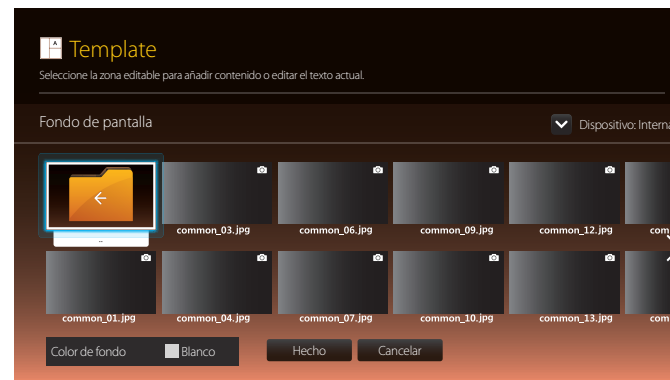 Template
Seleccione la zona editable para añadir contenido o editar el texto actual.
Fondo de pantalla
Dispositivo: Interna
..
common_03.jpg common_06.jpg common_09.jpg common_12.jpg com
common_01.jpg common_04.jpg common_07.jpg common_10.jpg common_13.jpg com
Color de fondo Blanco Hecho Cancelar